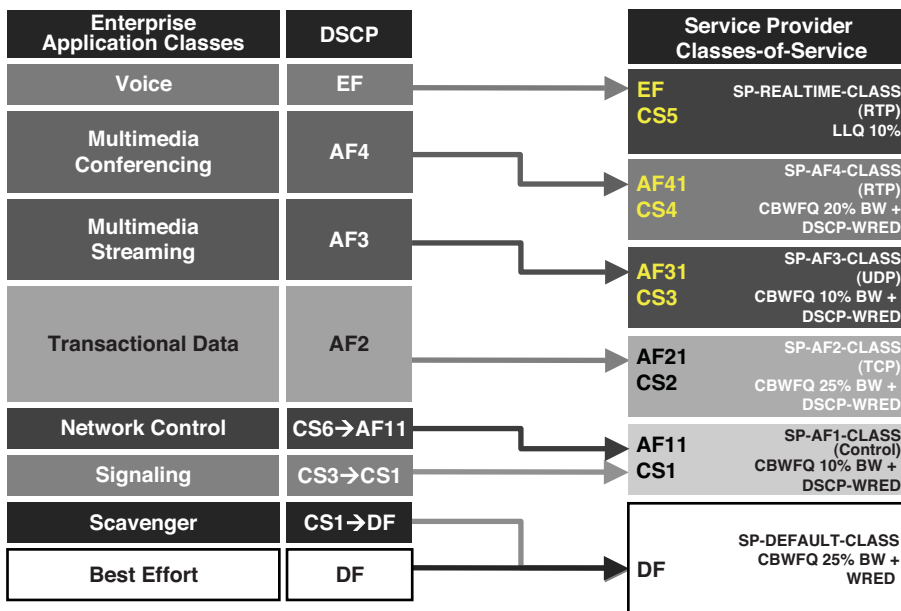 Enterprise
Application Classes
DSCP
Service Provider
Classes-of-Service
Voice
EF
EF
CS5
SP-REALTIME-CLASS
(RTP)
LLQ 10%
Multimedia
Conferencing
AF4
AF41
CS4
SP-AF4-CLASS
(RTP)
CBWFQ 20% BW +
DSCP-WRED
Multimedia
Streaming
AF3
AF31
CS3
SP-AF3-CLASS
(UDP)
CBWFQ 10% BW +
DSCP-WRED
Transactional Data
AF2
AF21
CS2
SP-AF2-CLASS
(TCP)
CBWFQ 25% BW +
DSCP-WRED
Network Control
CS6→AF11
Signaling
CS3→CS1
AF11
CS1
SP-AF1-CLASS
(Control)
CBWFQ 10% BW +
DSCP-WRED
Scavenger
CS1→DF
Best Effort
DF
DF
SP-DEFAULT-CLASS
CBWFQ 25% BW +
WRED